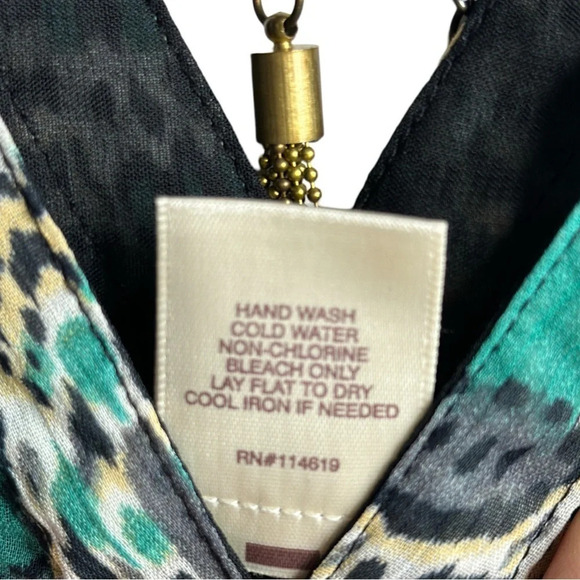 HAND WASH
COLD WATER
NON-CHLORINE
BLEACH ONLY
LAY FLAT TO DRY
COOL IRON IF NEEDED
RN#114619